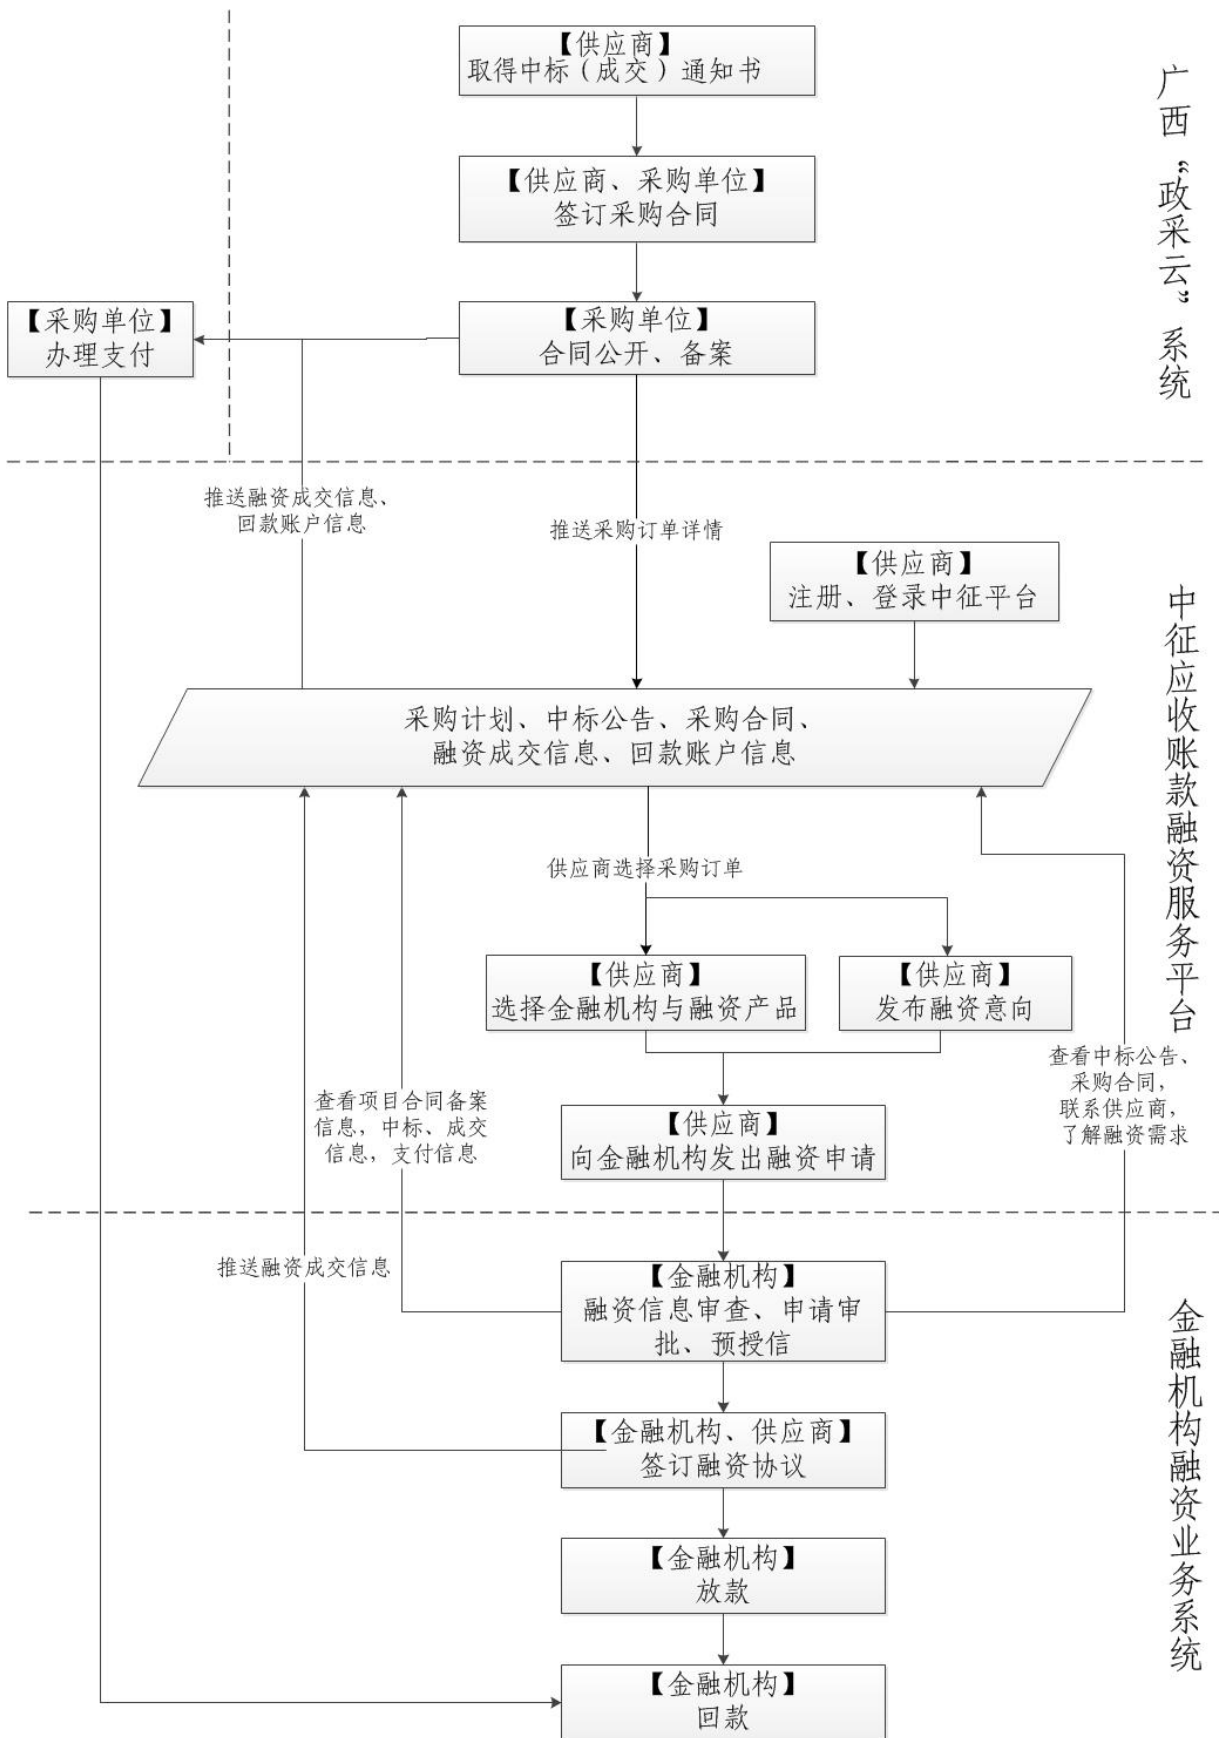 【供应商】
取得中标（成交）通知书
【供应商、采购单位】
签订采购合同
【采购单位】
合同公开、备案
【采购单位】
办理支付
广西“政采云”系统
推送融资成交信息、
回款账户信息
推送采购订单详情
【供应商】
注册、登录中征平台
采购计划、中标公告、采购合同、
融资成交信息、回款账户信息
中征应收账款融资服务平台
供应商选择采购订单
【供应商】
选择金融机构与融资产品
【供应商】
发布融资意向
查看中标公告、
采购合同，
联系供应商，
了解融资需求
查看项目合同备案
信息，中标、成交
信息，支付信息
【供应商】
向金融机构发出融资申请
推送融资成交信息
【金融机构】
融资信息审查、申请审
批、预授信
【金融机构、供应商】
签订融资协议
【金融机构】
放款
【金融机构】
回款
金融机构融资业务系统